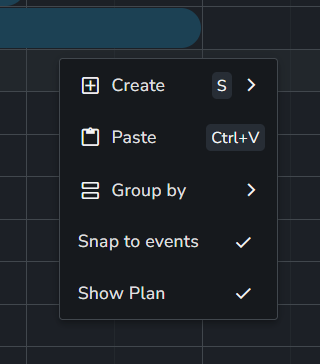 Create S
Paste Ctrl+V
Group by
Snap to events
Show Plan